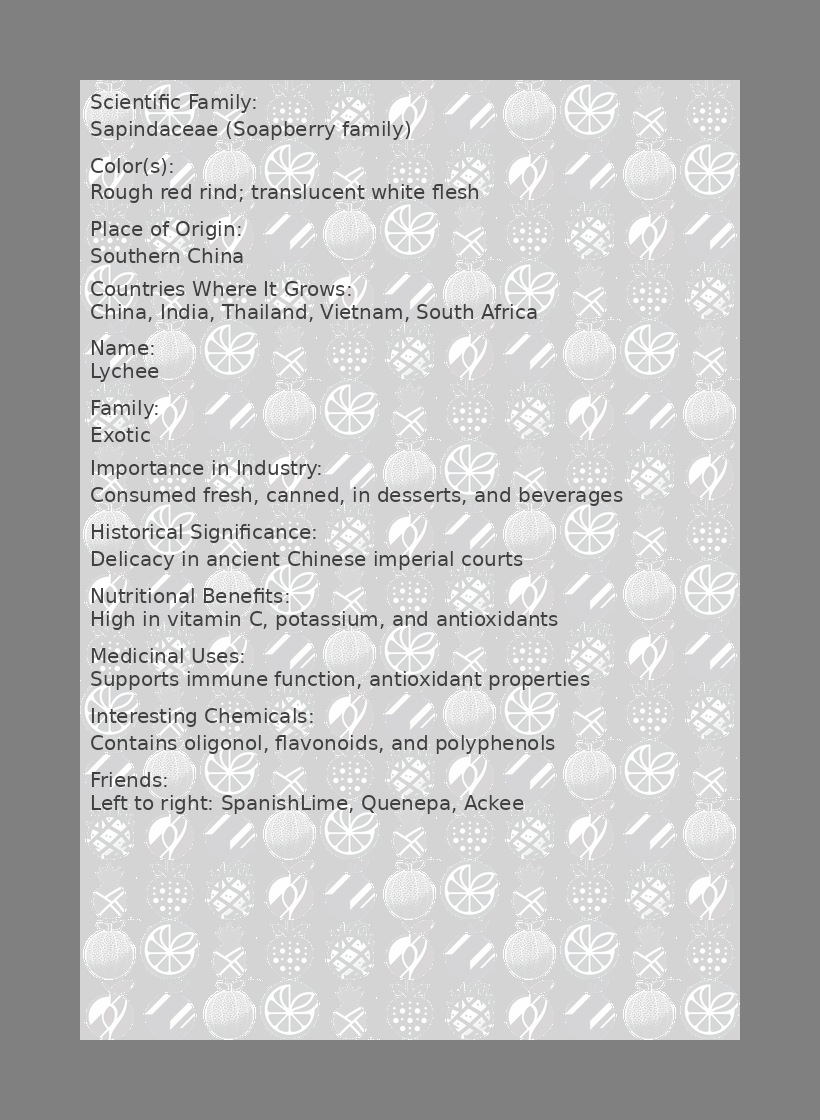 Scientific Family:
Sapindaceae (Soapberry family)
Color(s):
Rough red rind; translucent white flesh
Place of Origin:
Southern China
Countries Where It Grows:
China, India, Thailand, Vietnam, South Africa
Name:
Lychee
Family:
Exotic
Importance in Industry:
Consumed fresh, canned, in desserts, and beverages
Historical Significance:
Delicacy in ancient Chinese imperial courts
Nutritional Benefits:
High in vitamin C, potassium, and antioxidants
Medicinal Uses:
Supports immune function, antioxidant properties
Interesting Chemicals:
Contains oligonol, flavonoids, and polyphenols
Friends:
Left to right: SpanishLime, Quenepa, Ackee